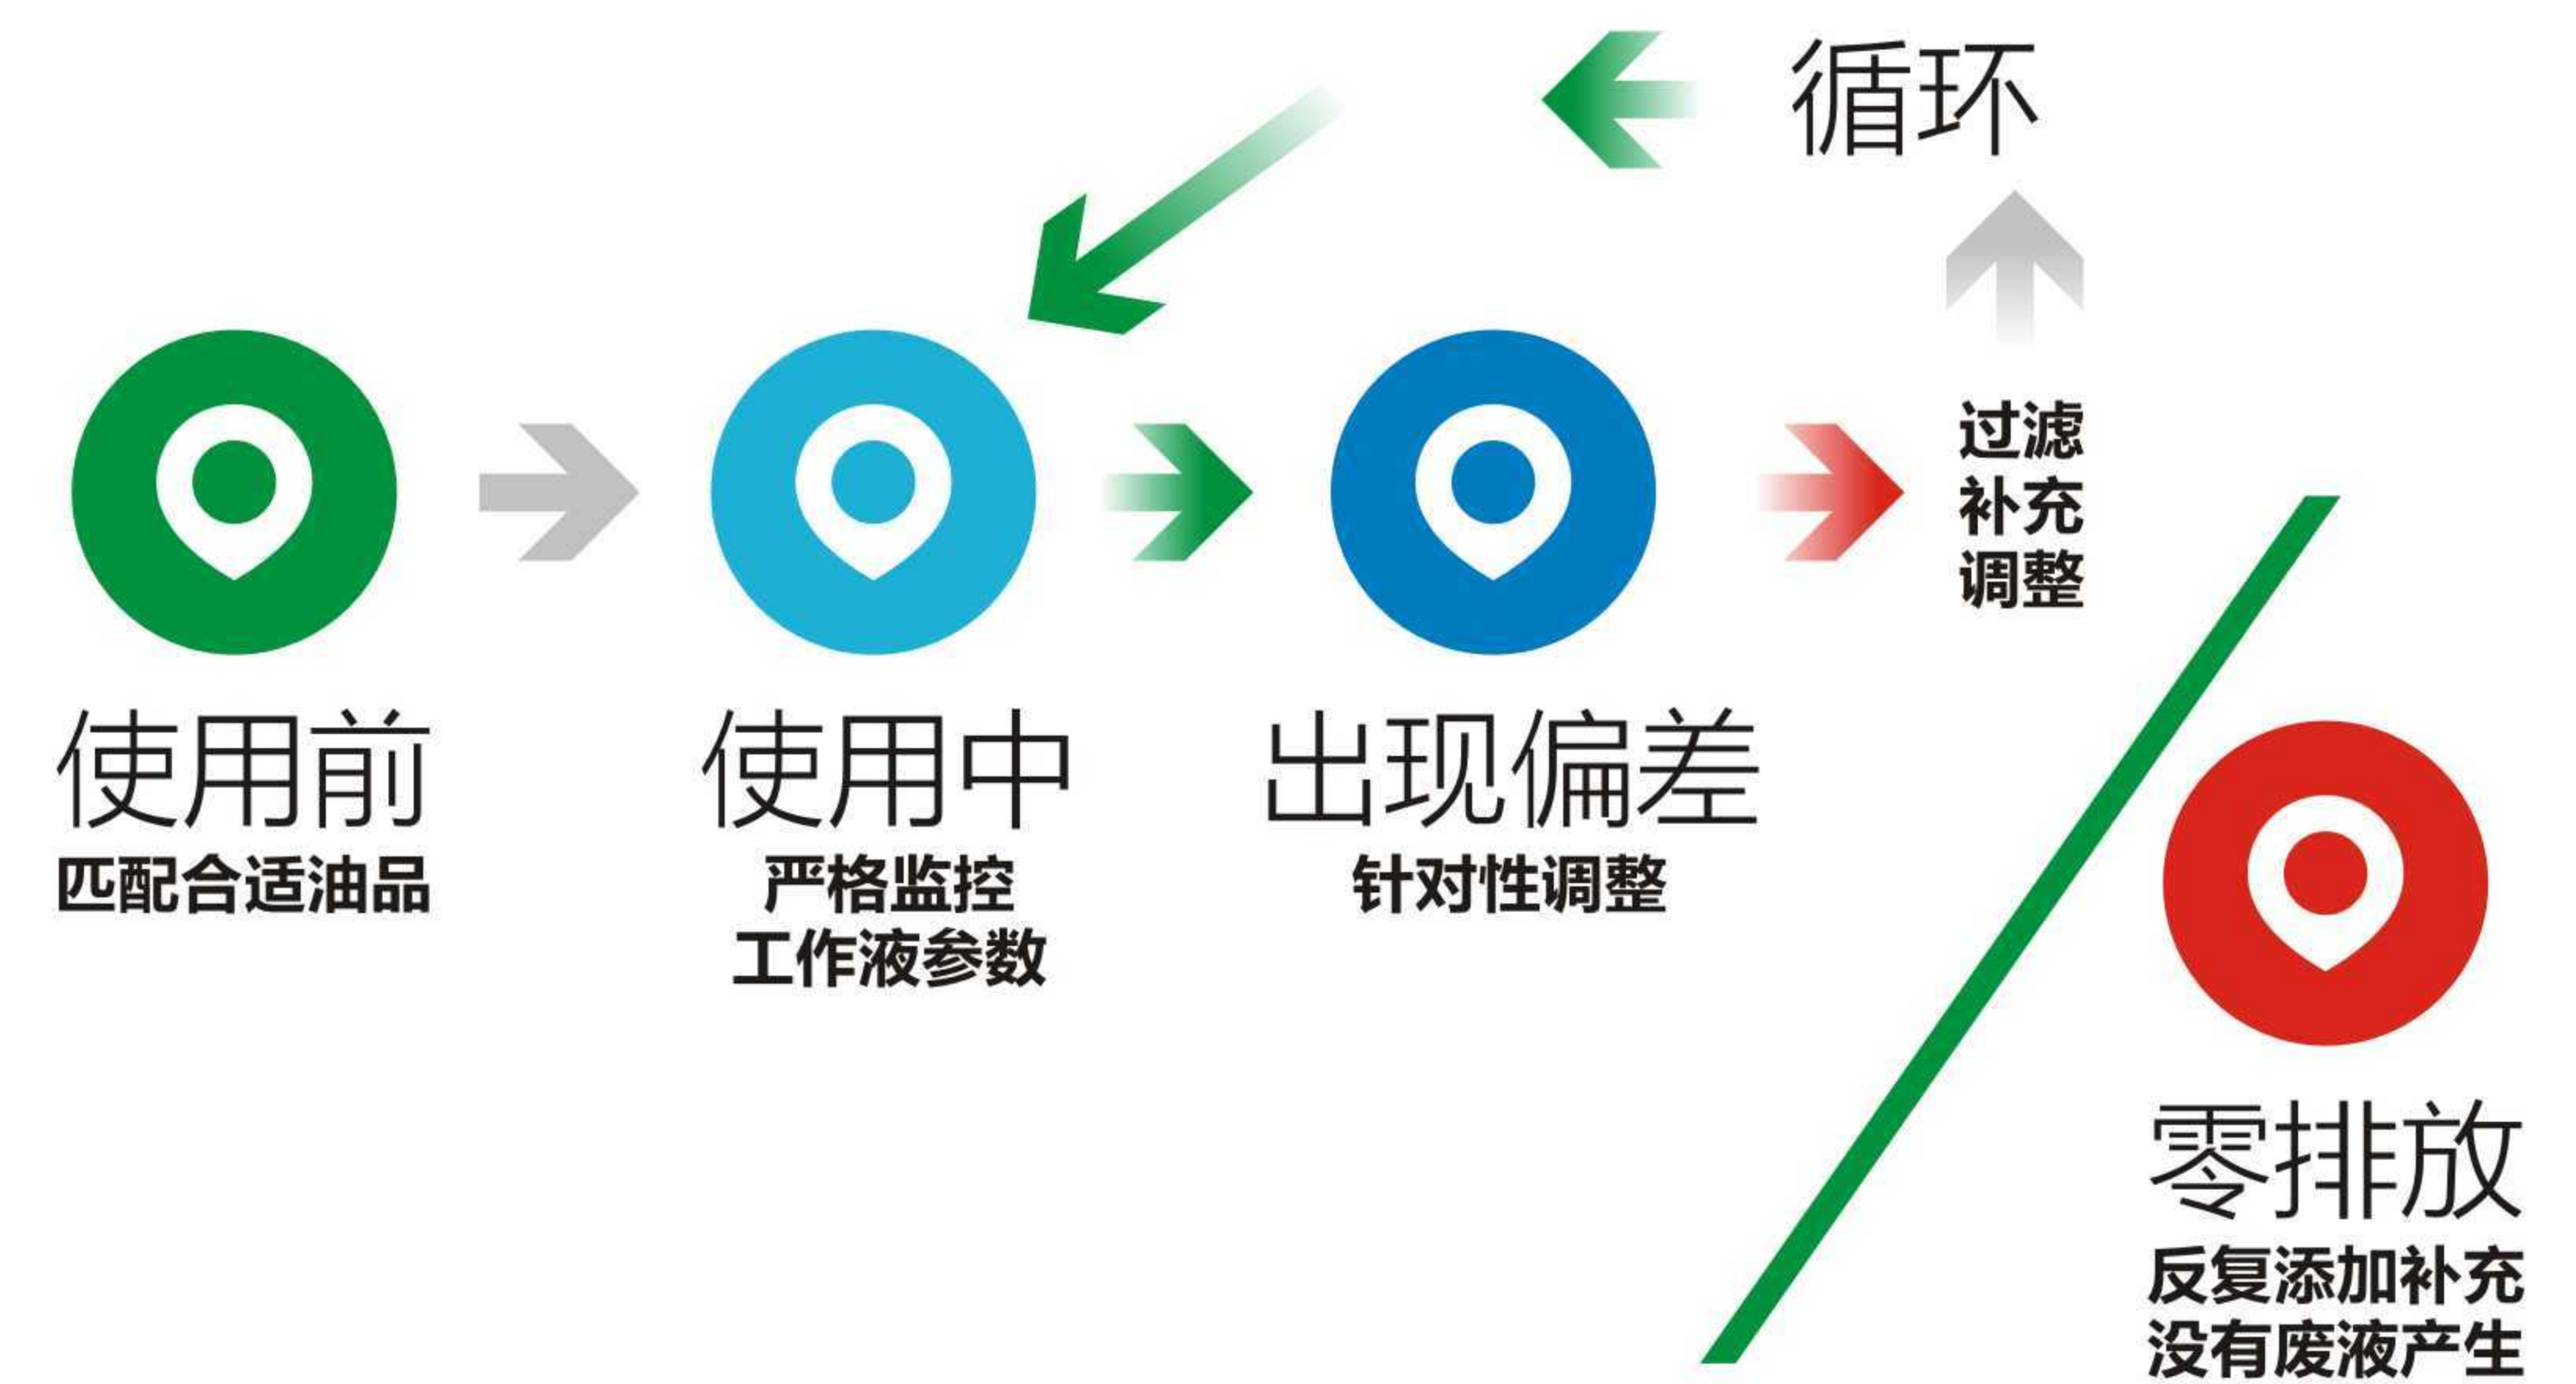 循环
过滤
补充
调整
使用前
匹配合适油品
使用中
严格监控
工作液参数
出现偏差
针对性调整
零排放
反复添加补充
没有废液产生